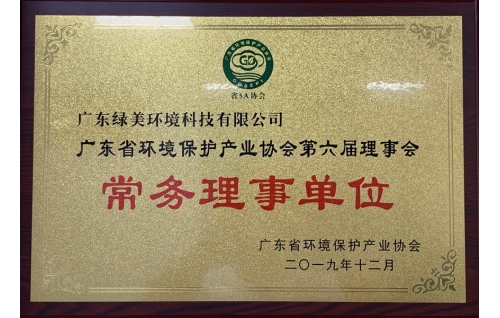 省5A协会
广东绿美环境科技有限公司
广东省环境保护产业协会第六届理事会
常务理事单位
广东省环境保护产业协会
二〇一九年十二月